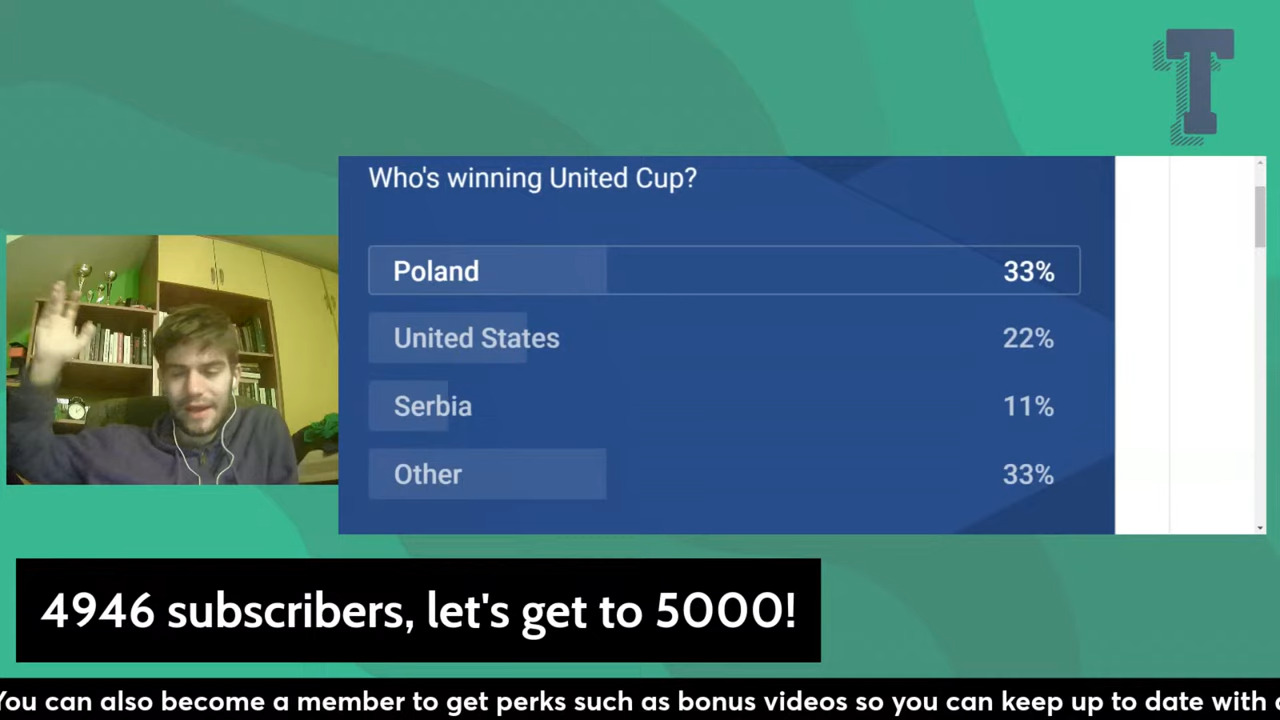 T
Who's winning United Cup?
Poland 33%
United States 22%
Serbia 11%
Other 33%
4946 subscribers, let's get to 5000!
You can also become a member to get perks such as bonus videos so you can keep up to date with